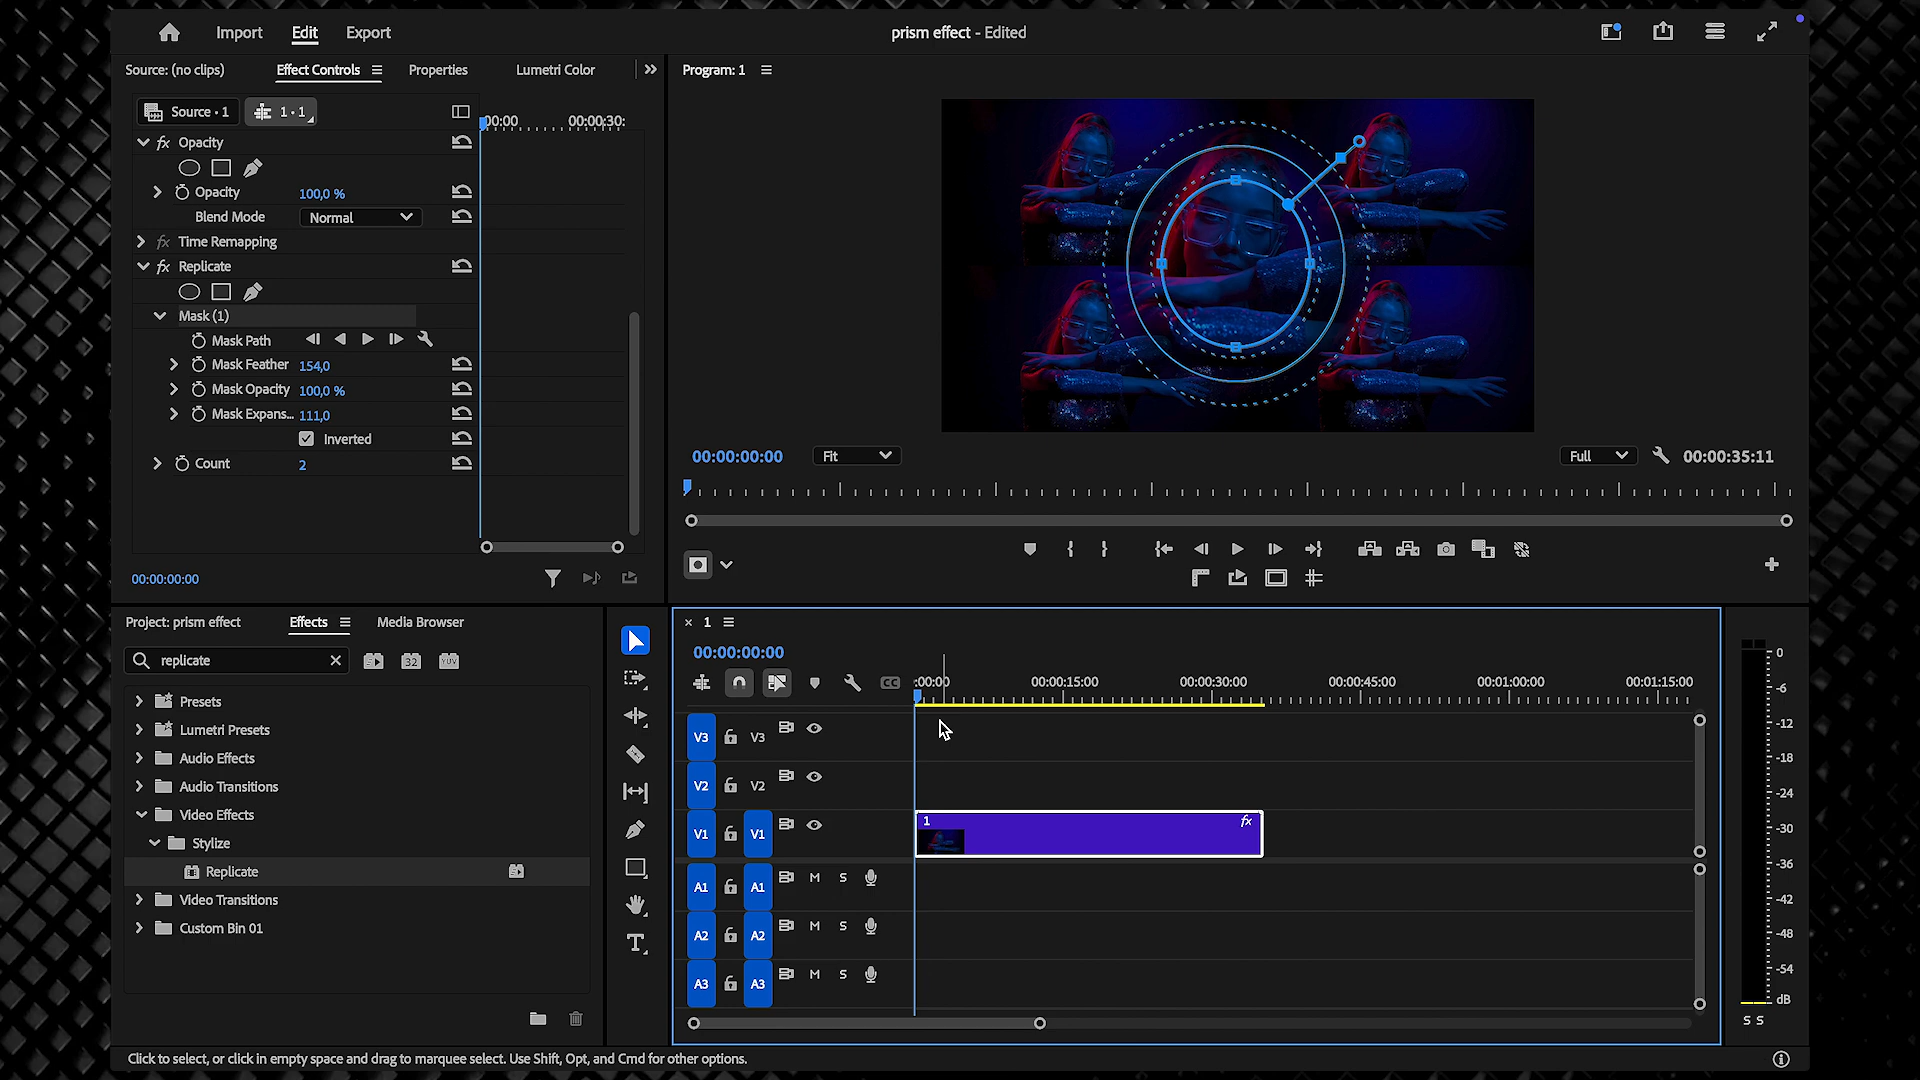 Import Edit Export
prism effect - Edited
Source: (no clips) Effect Controls Properties Lumetri Color
Program: 1
Source • 1 1 • 1
:00:00 00:00:30:
fx Opacity
Opacity 100,0 %
Blend Mode Normal
fx Time Remapping
fx Replicate
Mask (1)
Mask Path
Mask Feather 154,0
Mask Opacity 100,0 %
Mask Expans... 111,0
Inverted
Count 2
00:00:00:00
00:00:00:00 Fit Full 00:00:35:11
Project: prism effect Effects Media Browser
replicate 32 YUV
Presets
Lumetri Presets
Audio Effects
Audio Transitions
Video Effects
Stylize
Replicate
Video Transitions
Custom Bin 01
× 1
00:00:00:00
CC
:00:00 00:00:15:00 00:00:30:00 00:00:45:00 00:01:00:00 00:01:15:00
V3 V3
V2 V2
V1 V1
1 fx
A1 A1 M S
A2 A2 M S
A3 A3 M S
0
-6
-12
-18
-24
-30
-36
-42
-48
-54
dB
S S
Click to select, or click in empty space and drag to marquee select. Use Shift, Opt, and Cmd for other options.